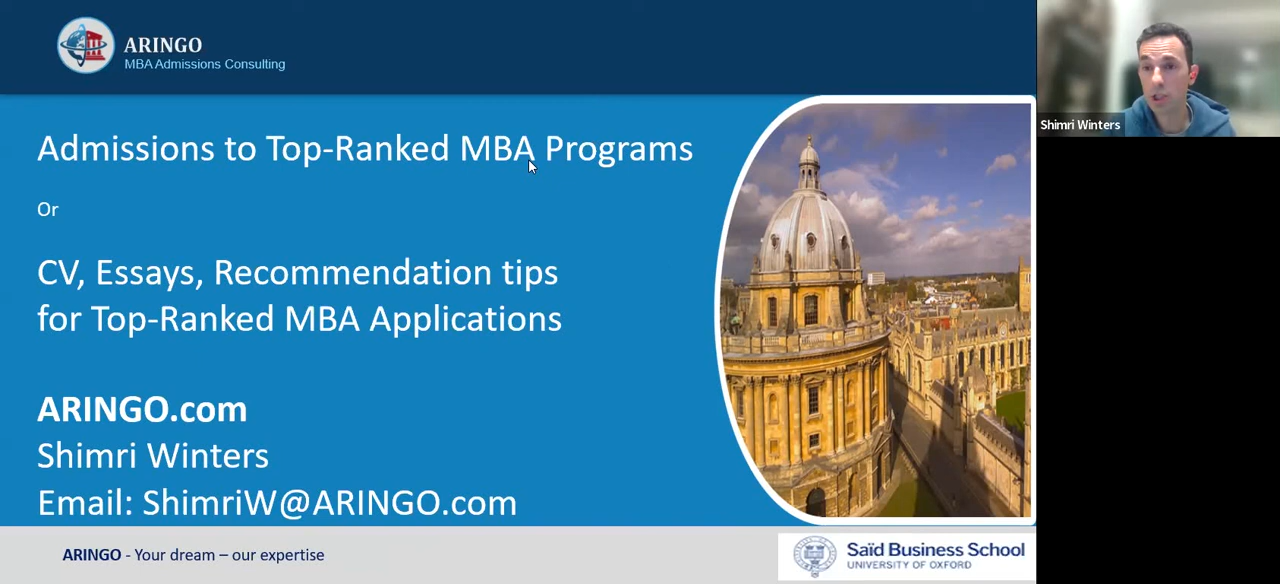 ARINGO
MBA Admissions Consulting
Admissions to Top-Ranked MBA Programs
Or
CV, Essays, Recommendation tips
for Top-Ranked MBA Applications
ARINGO.com
Shimri Winters
Email: ShimriW@ARINGO.com
ARINGO - Your dream – our expertise
Saïd Business School
UNIVERSITY OF OXFORD
Shimri Winters